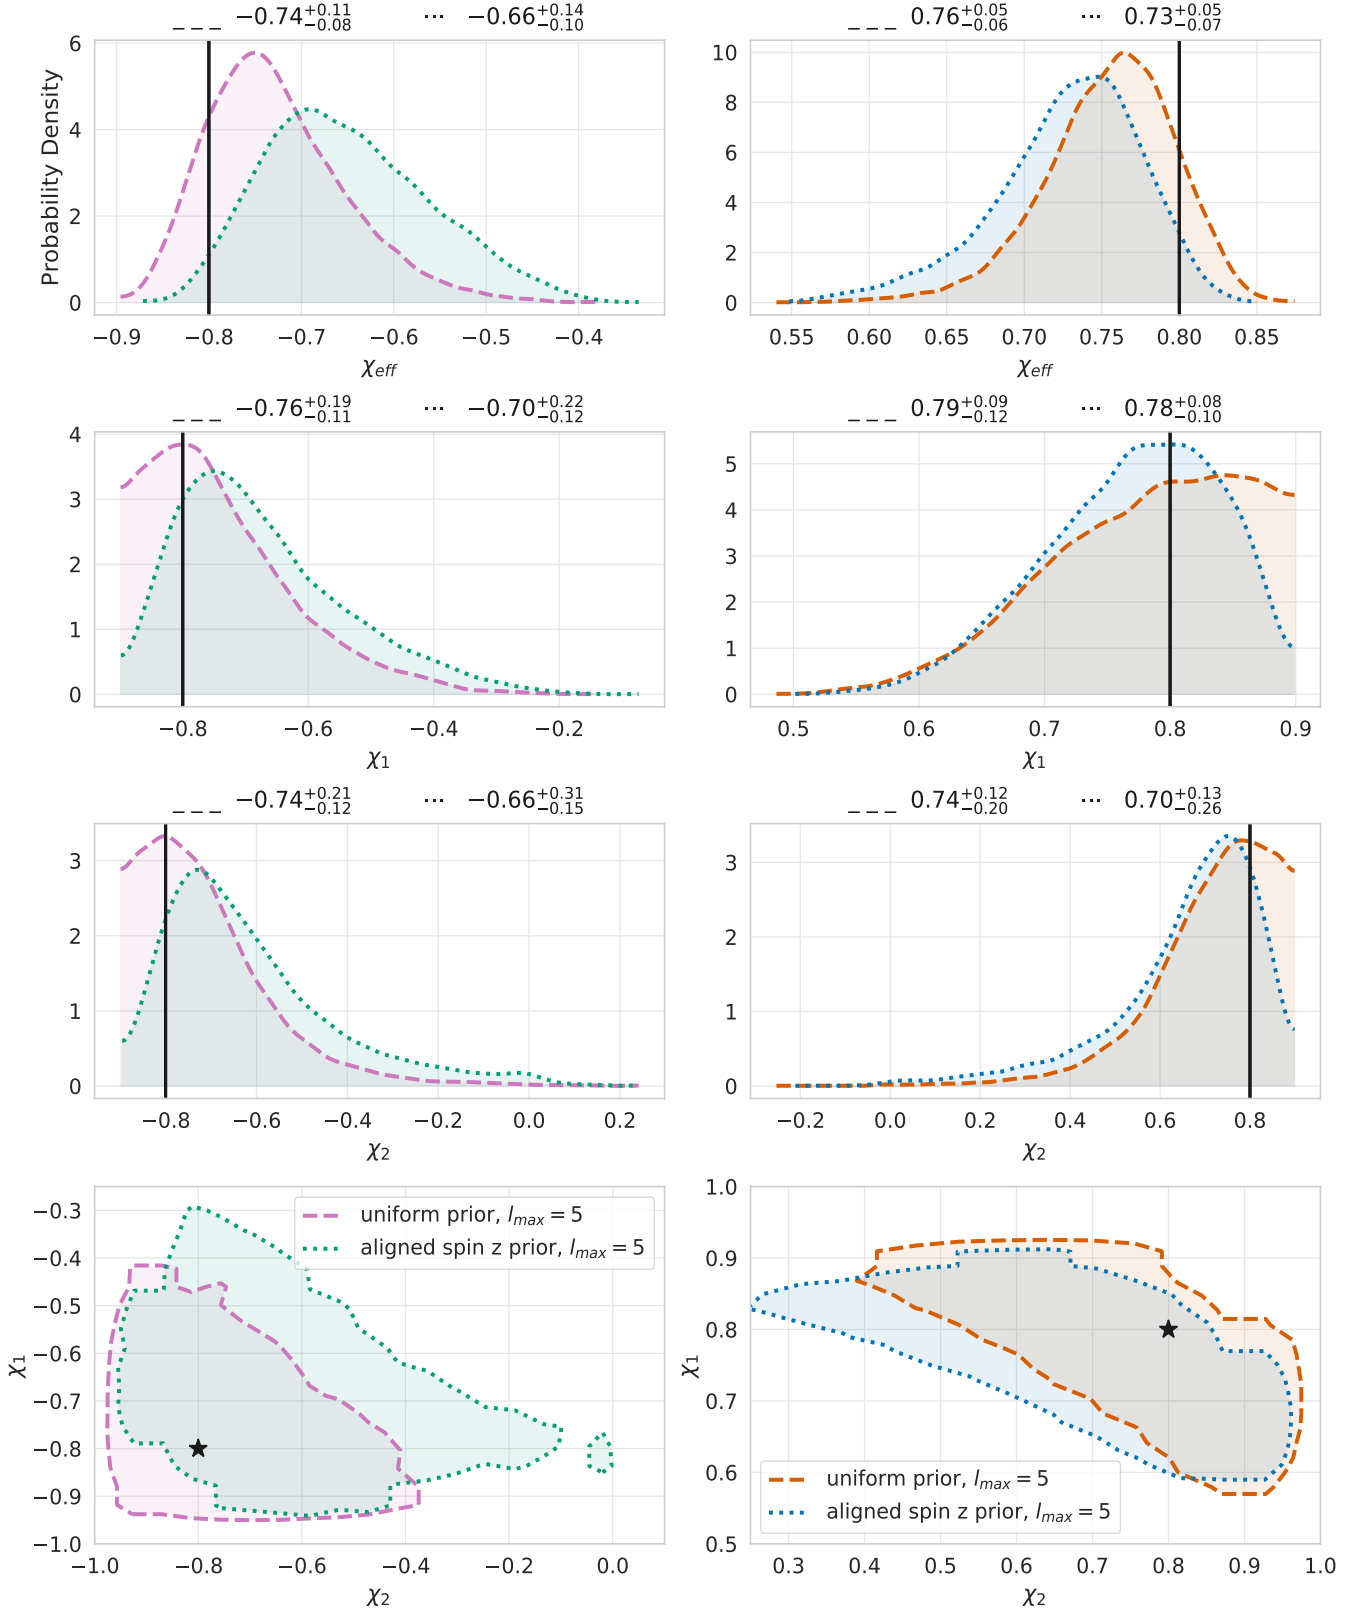 _ _ _ −0.74+0.11−0.08 ··· −0.66+0.14−0.10
Probability Density
6
4
2
0
−0.9 −0.8 −0.7 −0.6 −0.5 −0.4
χeff
_ _ _ 0.76+0.05−0.06 ··· 0.73+0.05−0.07
10
8
6
4
2
0
0.55 0.60 0.65 0.70 0.75 0.80 0.85
χeff
_ _ _ −0.76+0.19−0.11 ··· −0.70+0.22−0.12
4
3
2
1
0
−0.8 −0.6 −0.4 −0.2
χ1
_ _ _ 0.79+0.09−0.12 ··· 0.78+0.08−0.10
5
4
3
2
1
0
0.5 0.6 0.7 0.8 0.9
χ1
_ _ _ −0.74+0.21−0.12 ··· −0.66+0.31−0.15
3
2
1
0
−0.8 −0.6 −0.4 −0.2 0.0 0.2
χ2
_ _ _ 0.74+0.12−0.20 ··· 0.70+0.13−0.26
3
2
1
0
−0.2 0.0 0.2 0.4 0.6 0.8
χ2
χ1
−0.3
−0.4
−0.5
−0.6
−0.7
−0.8
−0.9
−1.0
uniform prior, lmax = 5
aligned spin z prior, lmax = 5
−1.0 −0.8 −0.6 −0.4 −0.2 0.0
χ2
χ1
1.0
0.9
0.8
0.7
0.6
0.5
uniform prior, lmax = 5
aligned spin z prior, lmax = 5
0.3 0.4 0.5 0.6 0.7 0.8 0.9 1.0
χ2